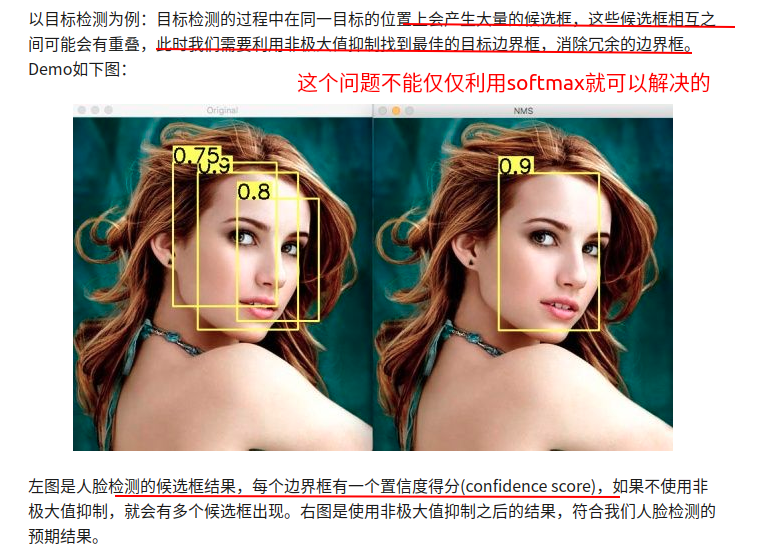 以目标检测为例：目标检测的过程中在同一目标的位置上会产生大量的候选框，这些候选框相互之
间可能会有重叠，此时我们需要利用非极大值抑制找到最佳的目标边界框，消除冗余的边界框。
Demo如下图：
这个问题不能仅仅利用softmax就可以解决的
Original
NMS
0.75
0.9
0.8
0.9
左图是人脸检测的候选框结果，每个边界框有一个置信度得分(confidence score)，如果不使用非
极大值抑制，就会有多个候选框出现。右图是使用非极大值抑制之后的结果，符合我们人脸检测的
预期结果。